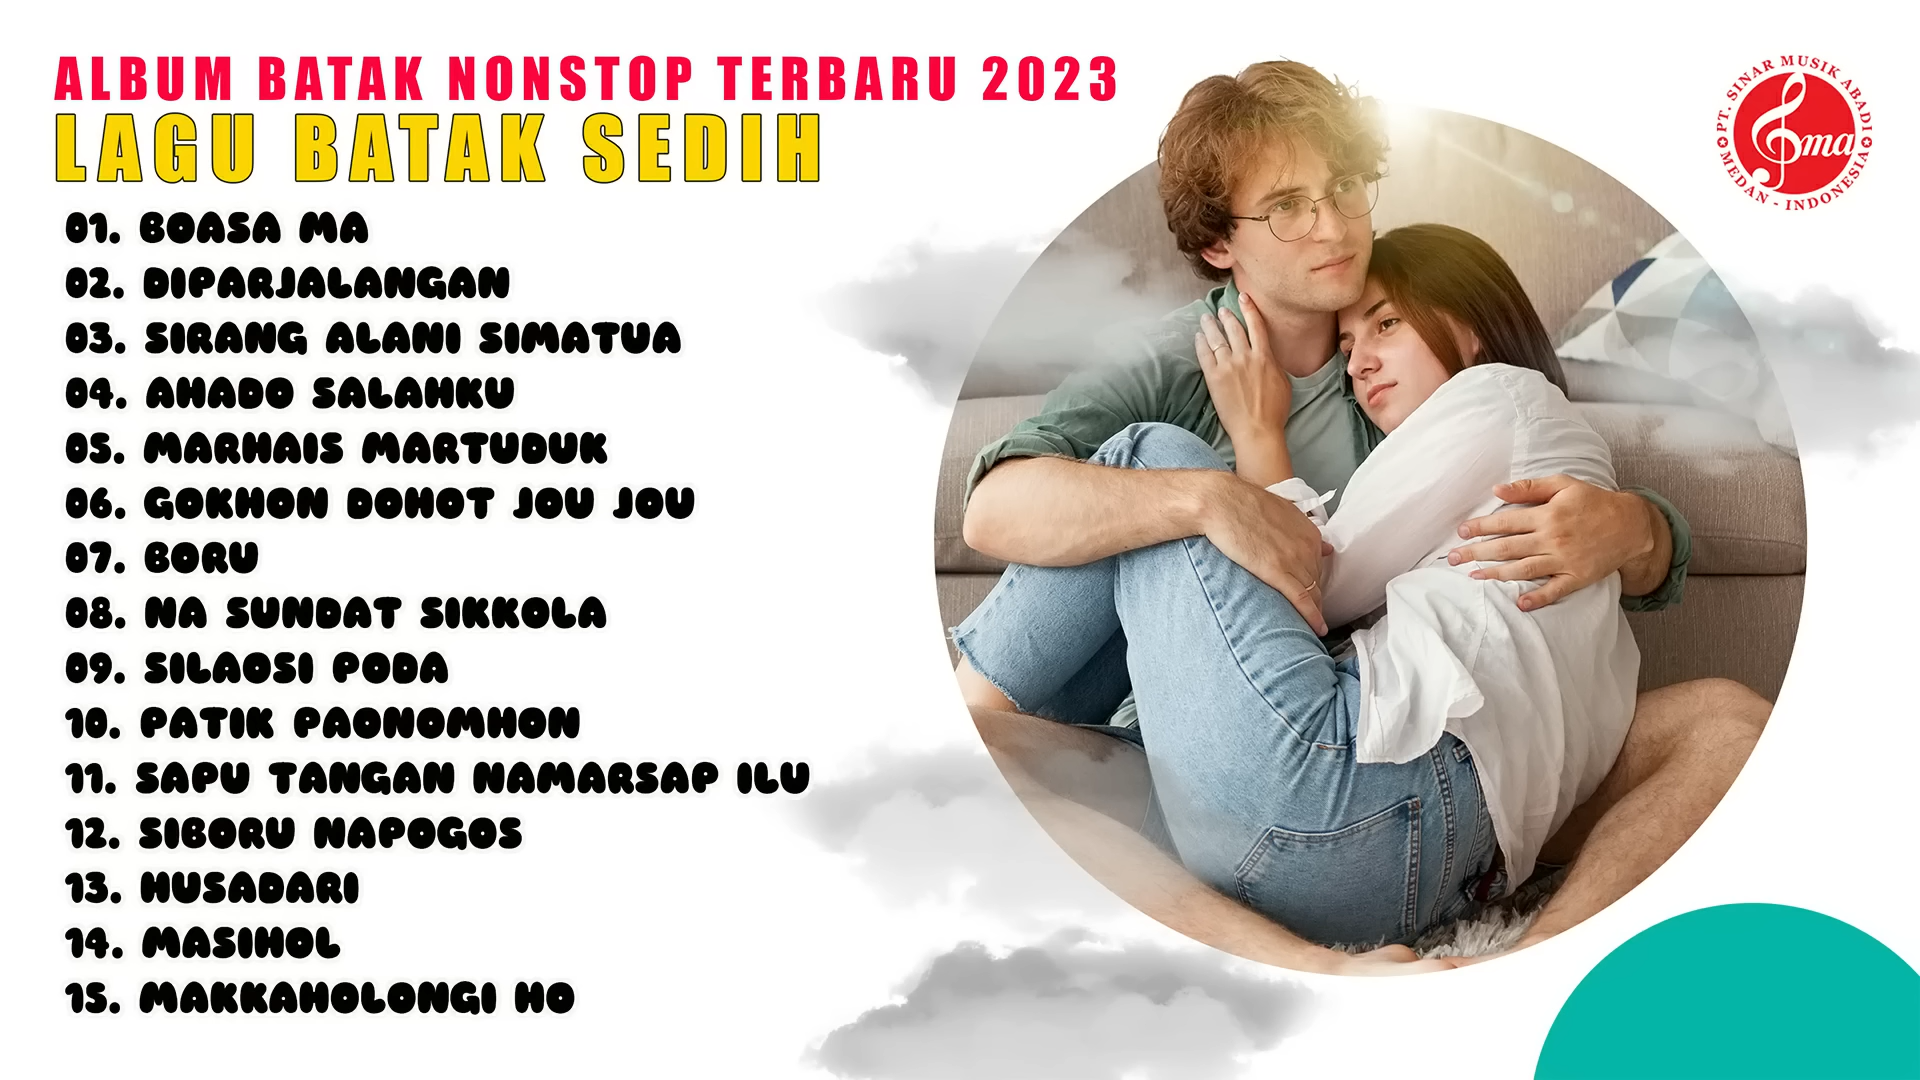 ALBUM BATAK NONSTOP TERBARU 2023
LAGU BATAK SEDIH
01. BOASA MA
02. DIPARJALANGAN
03. SIRANG ALANI SIMATUA
04. AHADO SALAHKU
05. MARHAIS MARTUDUK
06. GOKHON DOHOT JOU JOU
07. BORU
08. NA SUNDAT SIKKOLA
09. SILAOSI PODA
10. PATIK PAONOMHON
11. SAPU TANGAN NAMARSAP ILU
12. SIBORU NAPOGOS
13. HUSADARI
14. MASIHOL
15. MAKKAHOLONGI HO
PT. SINAR MUSIK ABADI
Sma
MEDAN - INDONESIA